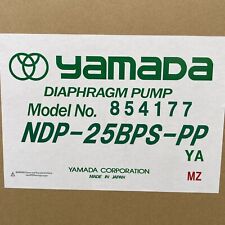 YAMADA
DIAPHRAGM PUMP
Model No. 854177
NDP-25BPS-PP
YA
MZ
YAMADA CORPORATION
MADE IN JAPAN